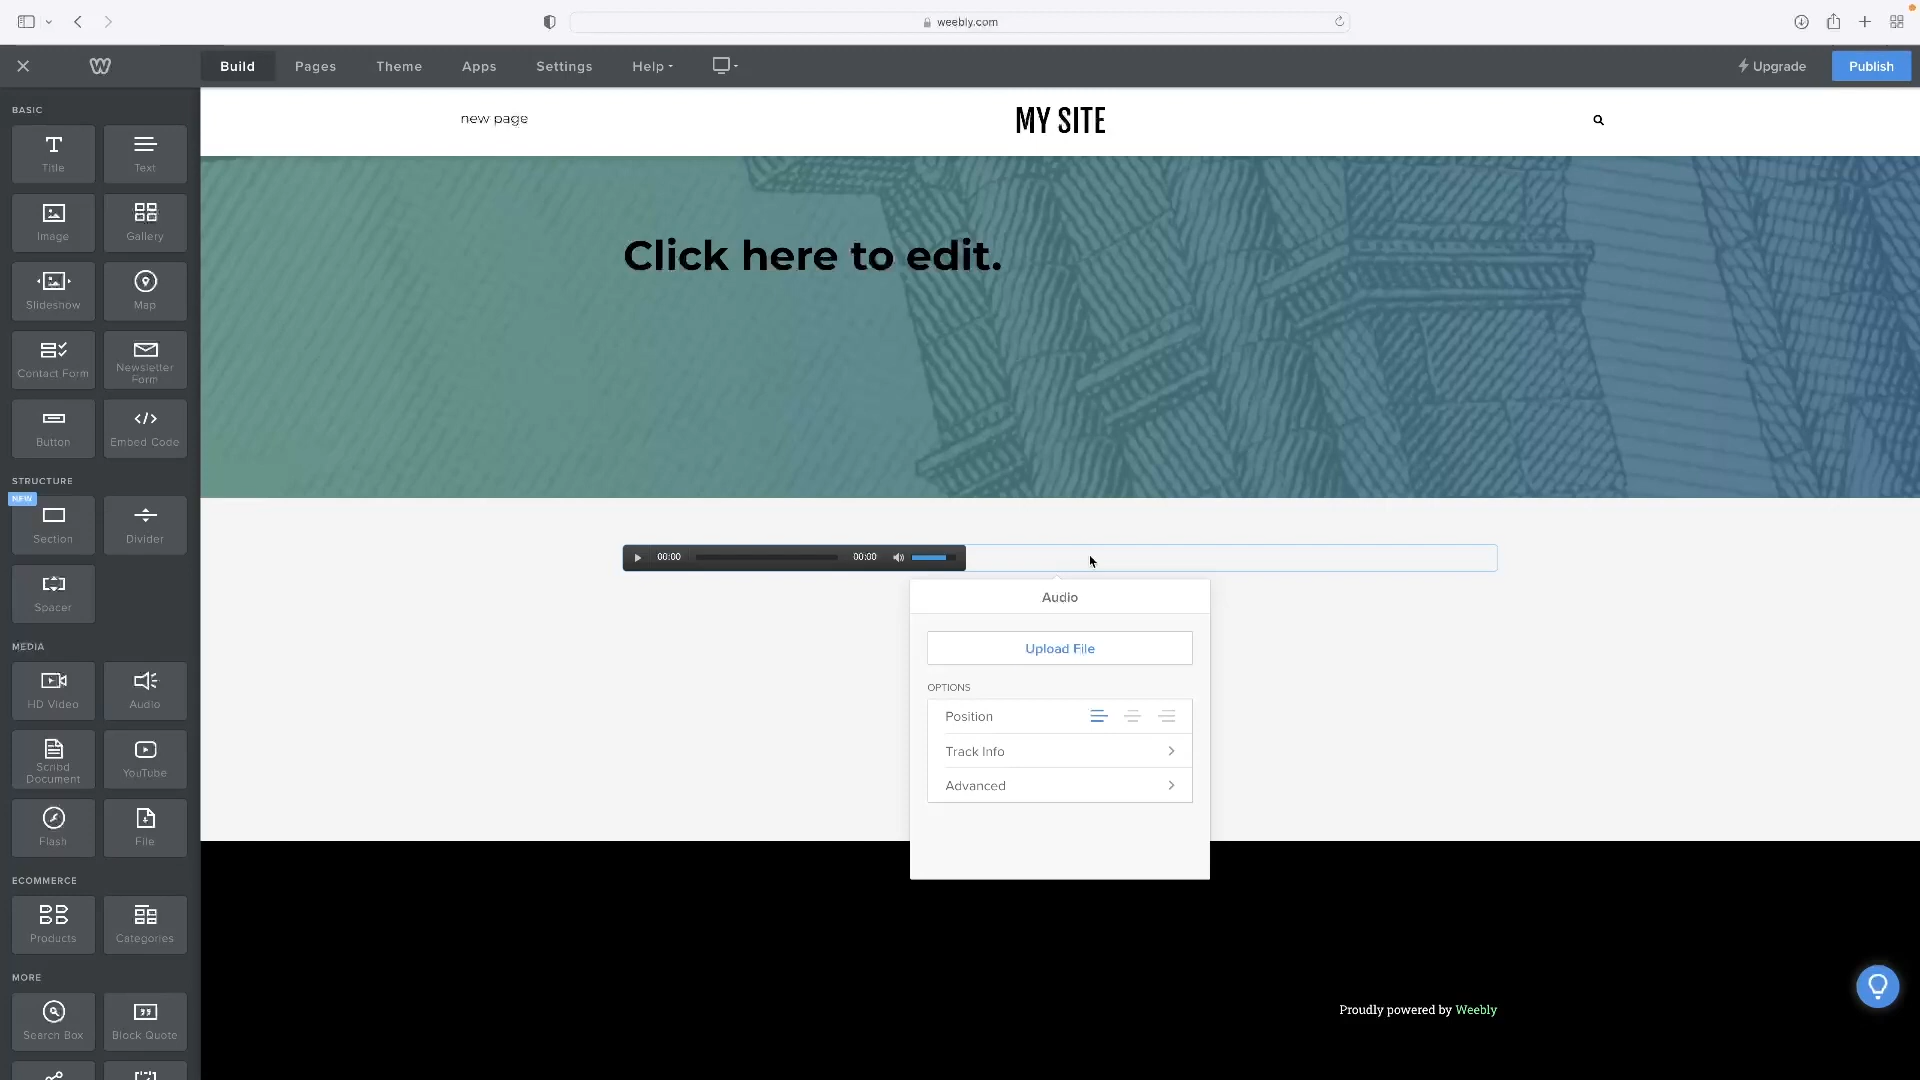 weebly.com
Build
Pages
Theme
Apps
Settings
Help
Upgrade
Publish
BASIC
Title
Text
Image
Gallery
Slideshow
Map
Contact Form
Newsletter
Form
Button
Embed Code
STRUCTURE
NEW
Section
Divider
Spacer
MEDIA
HD Video
Audio
Scribd
Document
YouTube
Flash
File
ECOMMERCE
Products
Categories
MORE
Search Box
Block Quote
new page
MY SITE
Click here to edit.
00:00
00:00
Audio
Upload File
OPTIONS
Position
Track Info
Advanced
Proudly powered by Weebly